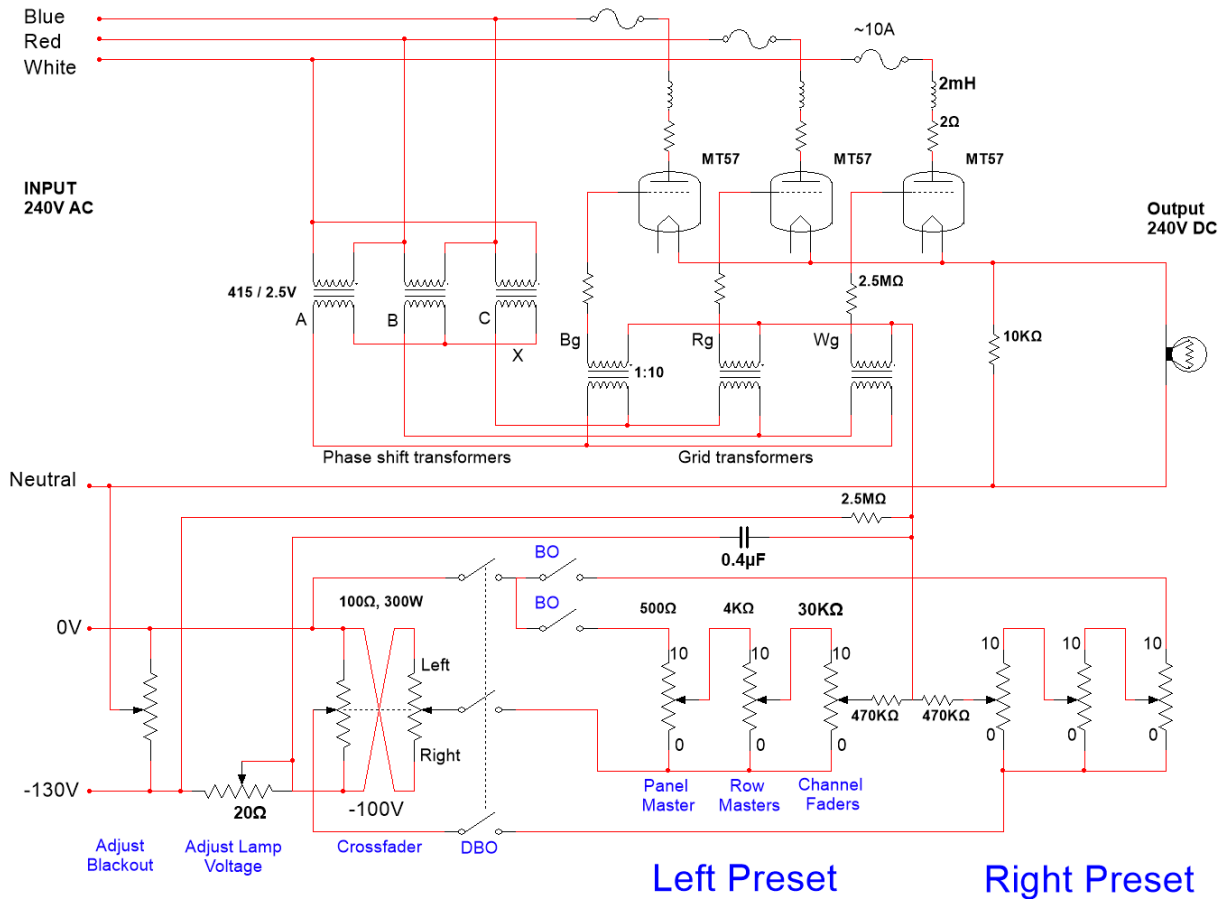 Blue
Red
White
~10A
2mH
2Ω
MT57
MT57
MT57
INPUT
240V AC
Output
240V DC
415 / 2.5V
2.5MΩ
A
B
C
X
Bg
Rg
Wg
10KΩ
1:10
Phase shift transformers
Grid transformers
Neutral
2.5MΩ
0.4µF
BO
BO
100Ω, 300W
500Ω
4KΩ
30KΩ
0V
Left
10
10
10
10
10
10
470KΩ
470KΩ
Right
0
0
0
0
0
0
-130V
20Ω
-100V
Panel
Master
Row
Masters
Channel
Faders
Adjust
Blackout
Adjust Lamp
Voltage
Crossfader
DBO
Left Preset
Right Preset